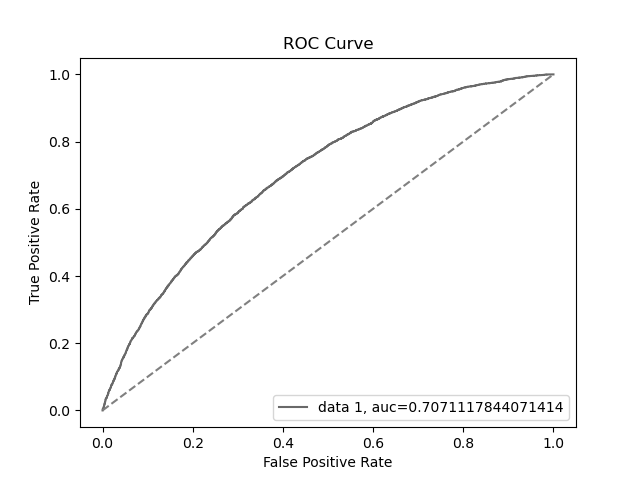 ROC Curve
True Positive Rate
1.0
0.8
0.6
0.4
0.2
0.0
data 1, auc=0.7071117844071414
0.0 0.2 0.4 0.6 0.8 1.0
False Positive Rate